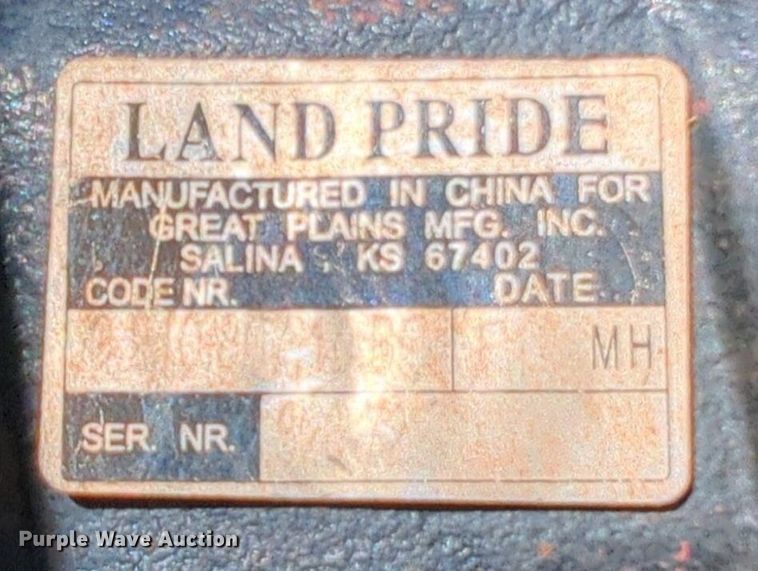 LAND PRIDE
MANUFACTURED IN CHINA FOR
GREAT PLAINS MFG. INC.
SALINA, KS 67402
CODE NR. DATE
MH
SER. NR.
Purple Wave Auction